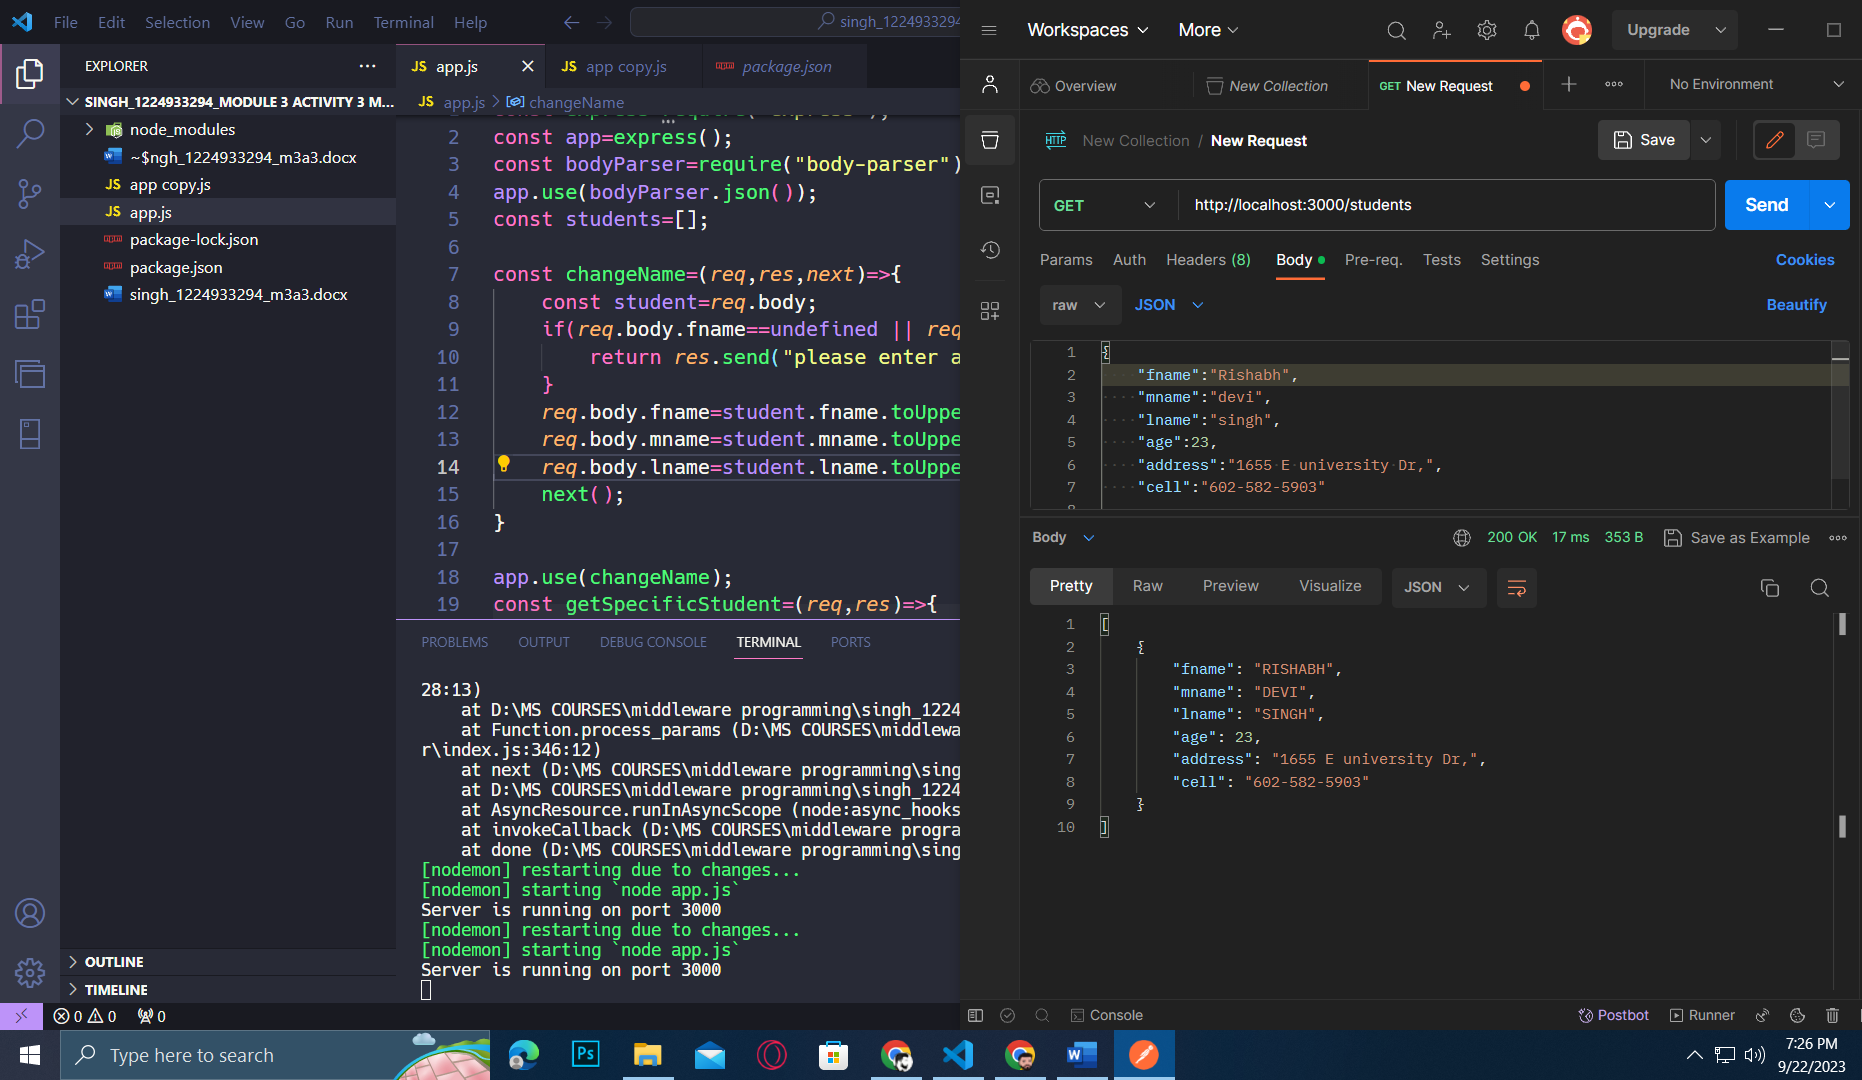 File Edit Selection View Go Run Terminal Help
singh_1224933294
EXPLORER
SINGH_1224933294_MODULE 3 ACTIVITY 3 M...
node_modules
~$ngh_1224933294_m3a3.docx
JS app copy.js
JS app.js
package-lock.json
package.json
singh_1224933294_m3a3.docx
OUTLINE
TIMELINE
JS app.js
JS app copy.js
package.json
JS app.js > changeName
2 const app=express();
3 const bodyParser=require("body-parser")
4 app.use(bodyParser.json());
5 const students=[];
6
7 const changeName=(req,res,next)=>{
8 const student=req.body;
9 if(req.body.fname==undefined || req
10 return res.send("please enter a
11 }
12 req.body.fname=student.fname.toUppe
13 req.body.mname=student.mname.toUppe
14 req.body.lname=student.lname.toUppe
15 next();
16 }
17
18 app.use(changeName);
19 const getSpecificStudent=(req,res)=>{
PROBLEMS OUTPUT DEBUG CONSOLE TERMINAL PORTS
28:13)
at D:\MS COURSES\middleware programming\singh_1224
at Function.process_params (D:\MS COURSES\middlewa
r\index.js:346:12)
at next (D:\MS COURSES\middleware programming\sing
at D:\MS COURSES\middleware programming\singh_1224
at AsyncResource.runInAsyncScope (node:async_hooks
at invokeCallback (D:\MS COURSES\middleware progra
at done (D:\MS COURSES\middleware programming\sing
[nodemon] restarting due to changes...
[nodemon] starting `node app.js`
Server is running on port 3000
[nodemon] restarting due to changes...
[nodemon] starting `node app.js`
Server is running on port 3000
0 0 0
Workspaces More Upgrade
Overview New Collection GET New Request No Environment
HTTP New Collection / New Request Save
GET http://localhost:3000/students Send
Params Auth Headers (8) Body Pre-req. Tests Settings Cookies
raw JSON Beautify
1 {
2 "fname":"Rishabh",
3 "mname":"devi",
4 "lname":"singh",
5 "age":23,
6 "address":"1655 E university Dr,",
7 "cell":"602-582-5903"
Body 200 OK 17 ms 353 B Save as Example
Pretty Raw Preview Visualize JSON
1 [
2 {
3 "fname": "RISHABH",
4 "mname": "DEVI",
5 "lname": "SINGH",
6 "age": 23,
7 "address": "1655 E university Dr,",
8 "cell": "602-582-5903"
9 }
10 ]
Console Postbot Runner
Type here to search
Ps
7:26 PM
9/22/2023